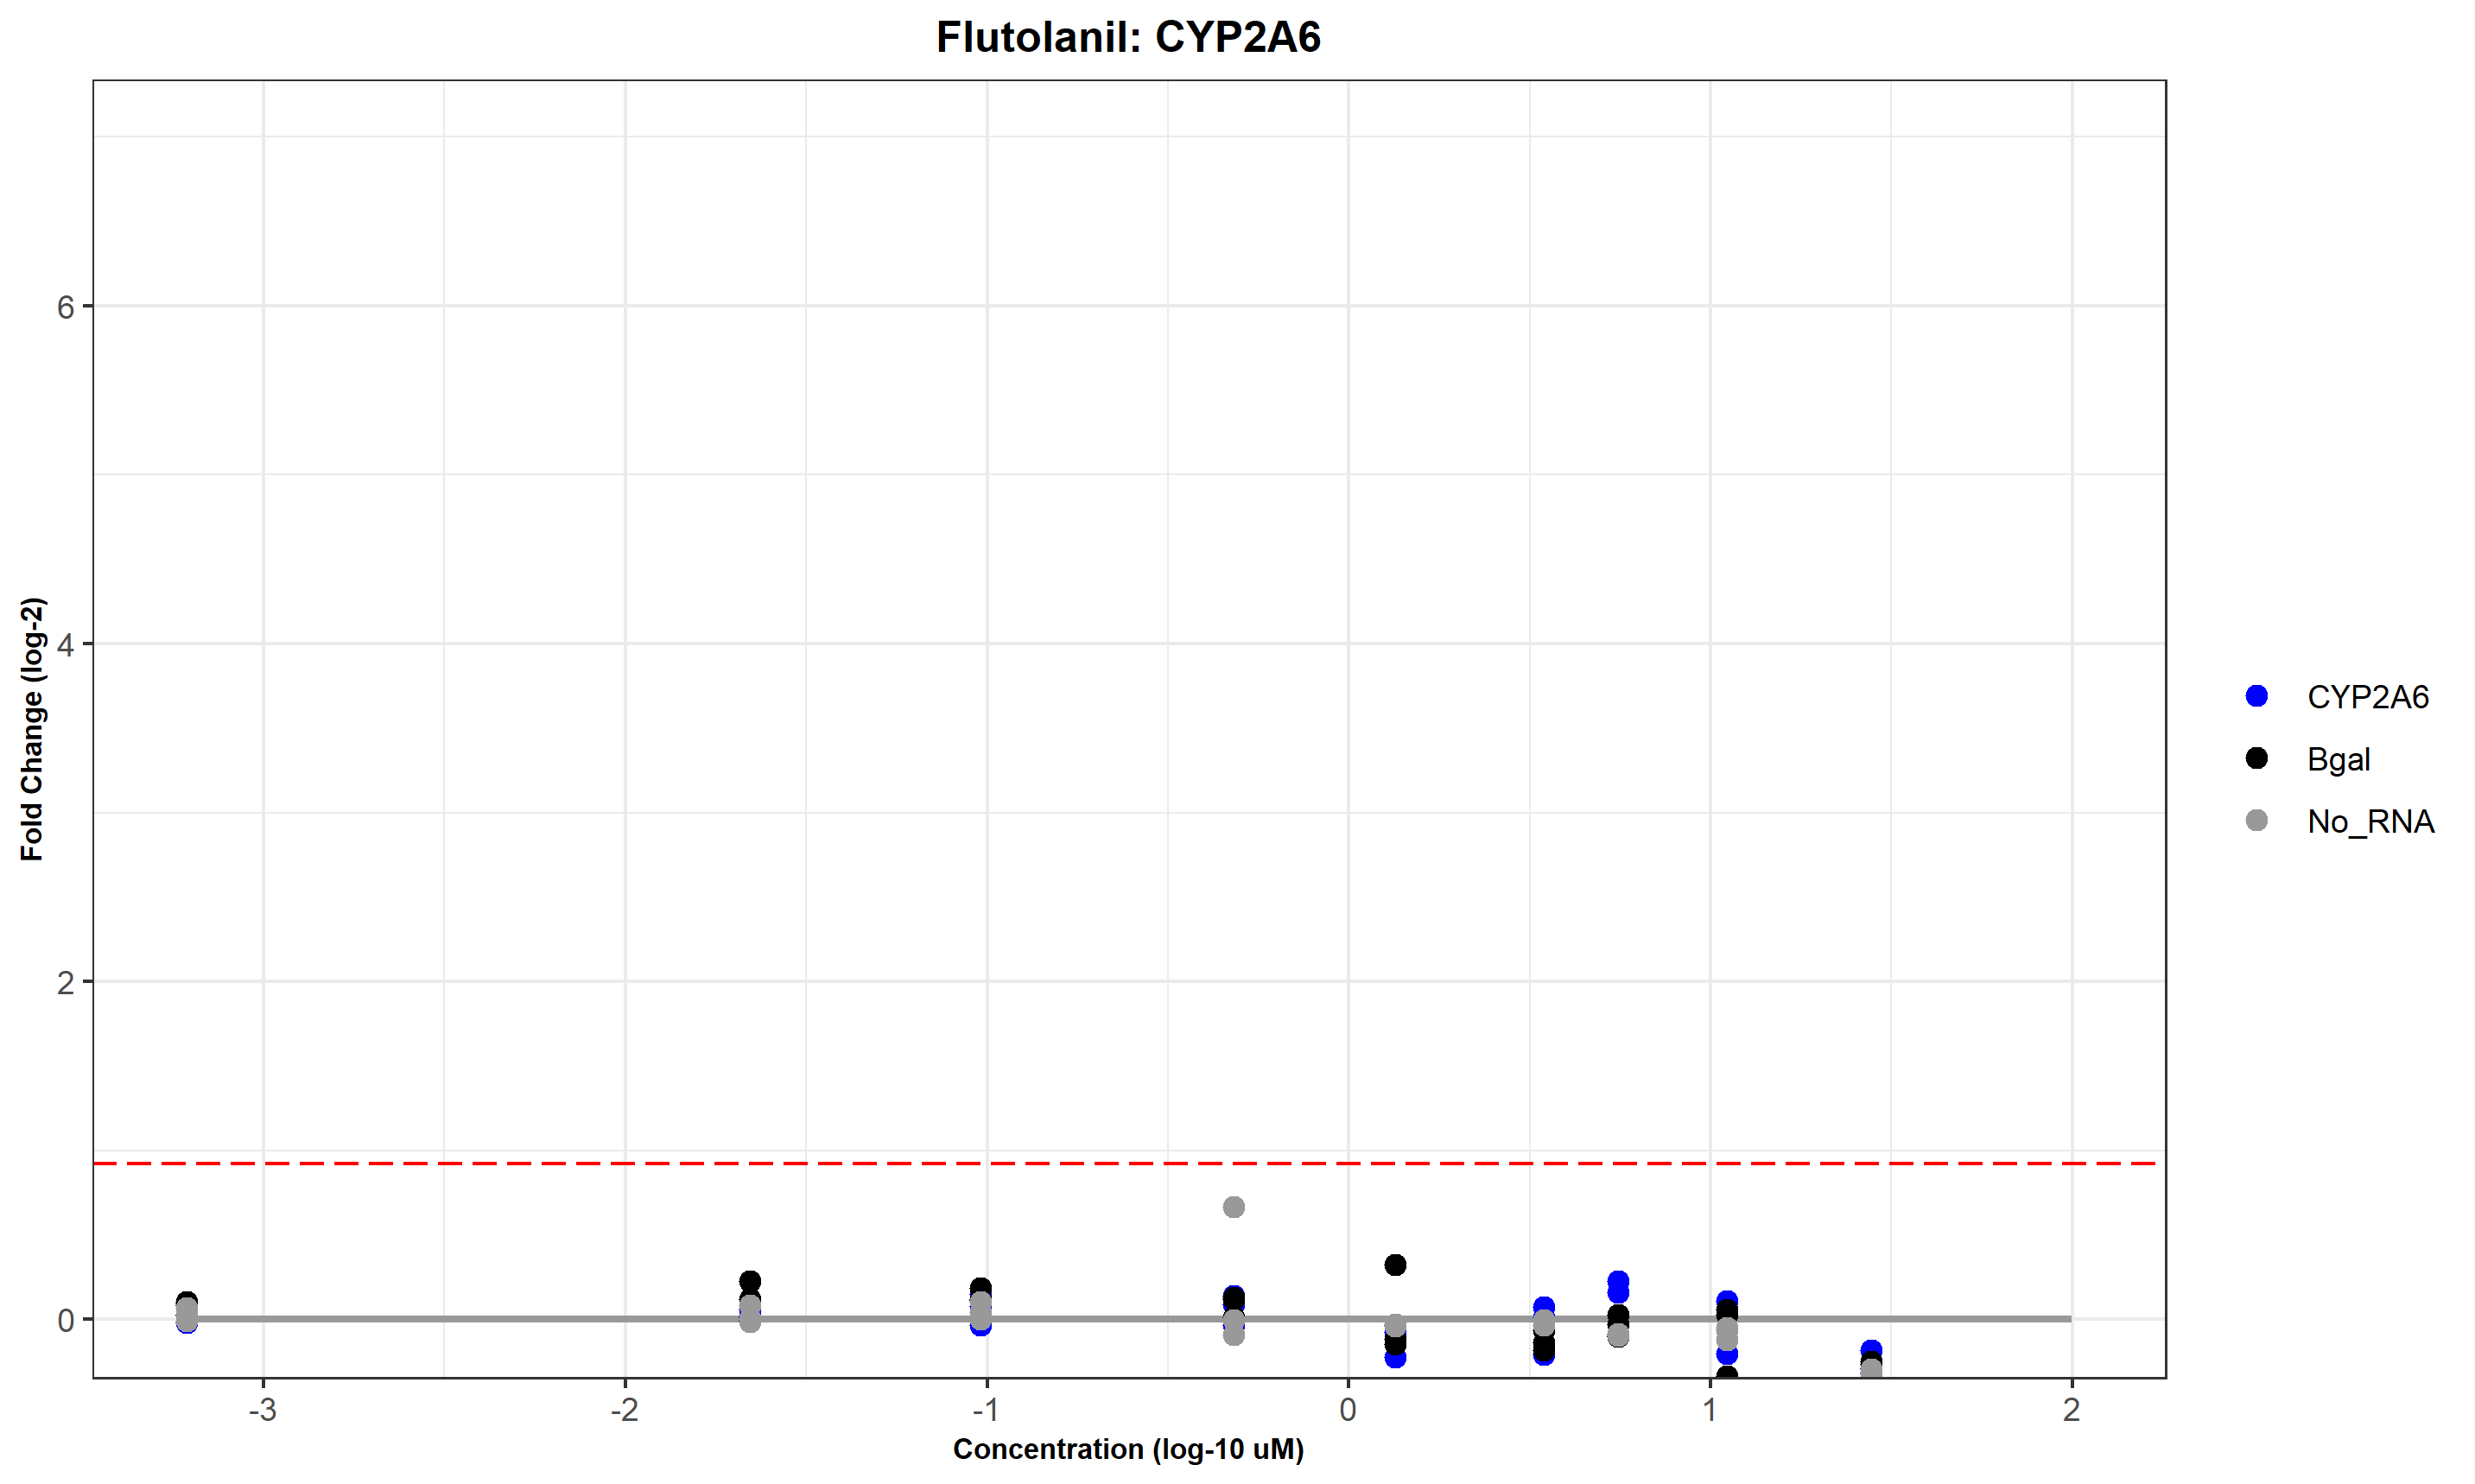 Flutolanil: CYP2A6
Fold Change (log-2)
6
4
2
0
-3
-2
-1
0
1
2
Concentration (log-10 uM)
CYP2A6
Bgal
No_RNA